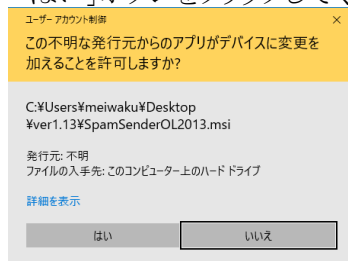 ユーザー アカウント制御
×
この不明な発行元からのアプリがデバイスに変更を
加えることを許可しますか?
C:¥Users¥meiwaku¥Desktop
¥ver1.13¥SpamSenderOL2013.msi
発行元: 不明
ファイルの入手先: このコンピューター上のハード ドライブ
詳細を表示
はい
いいえ